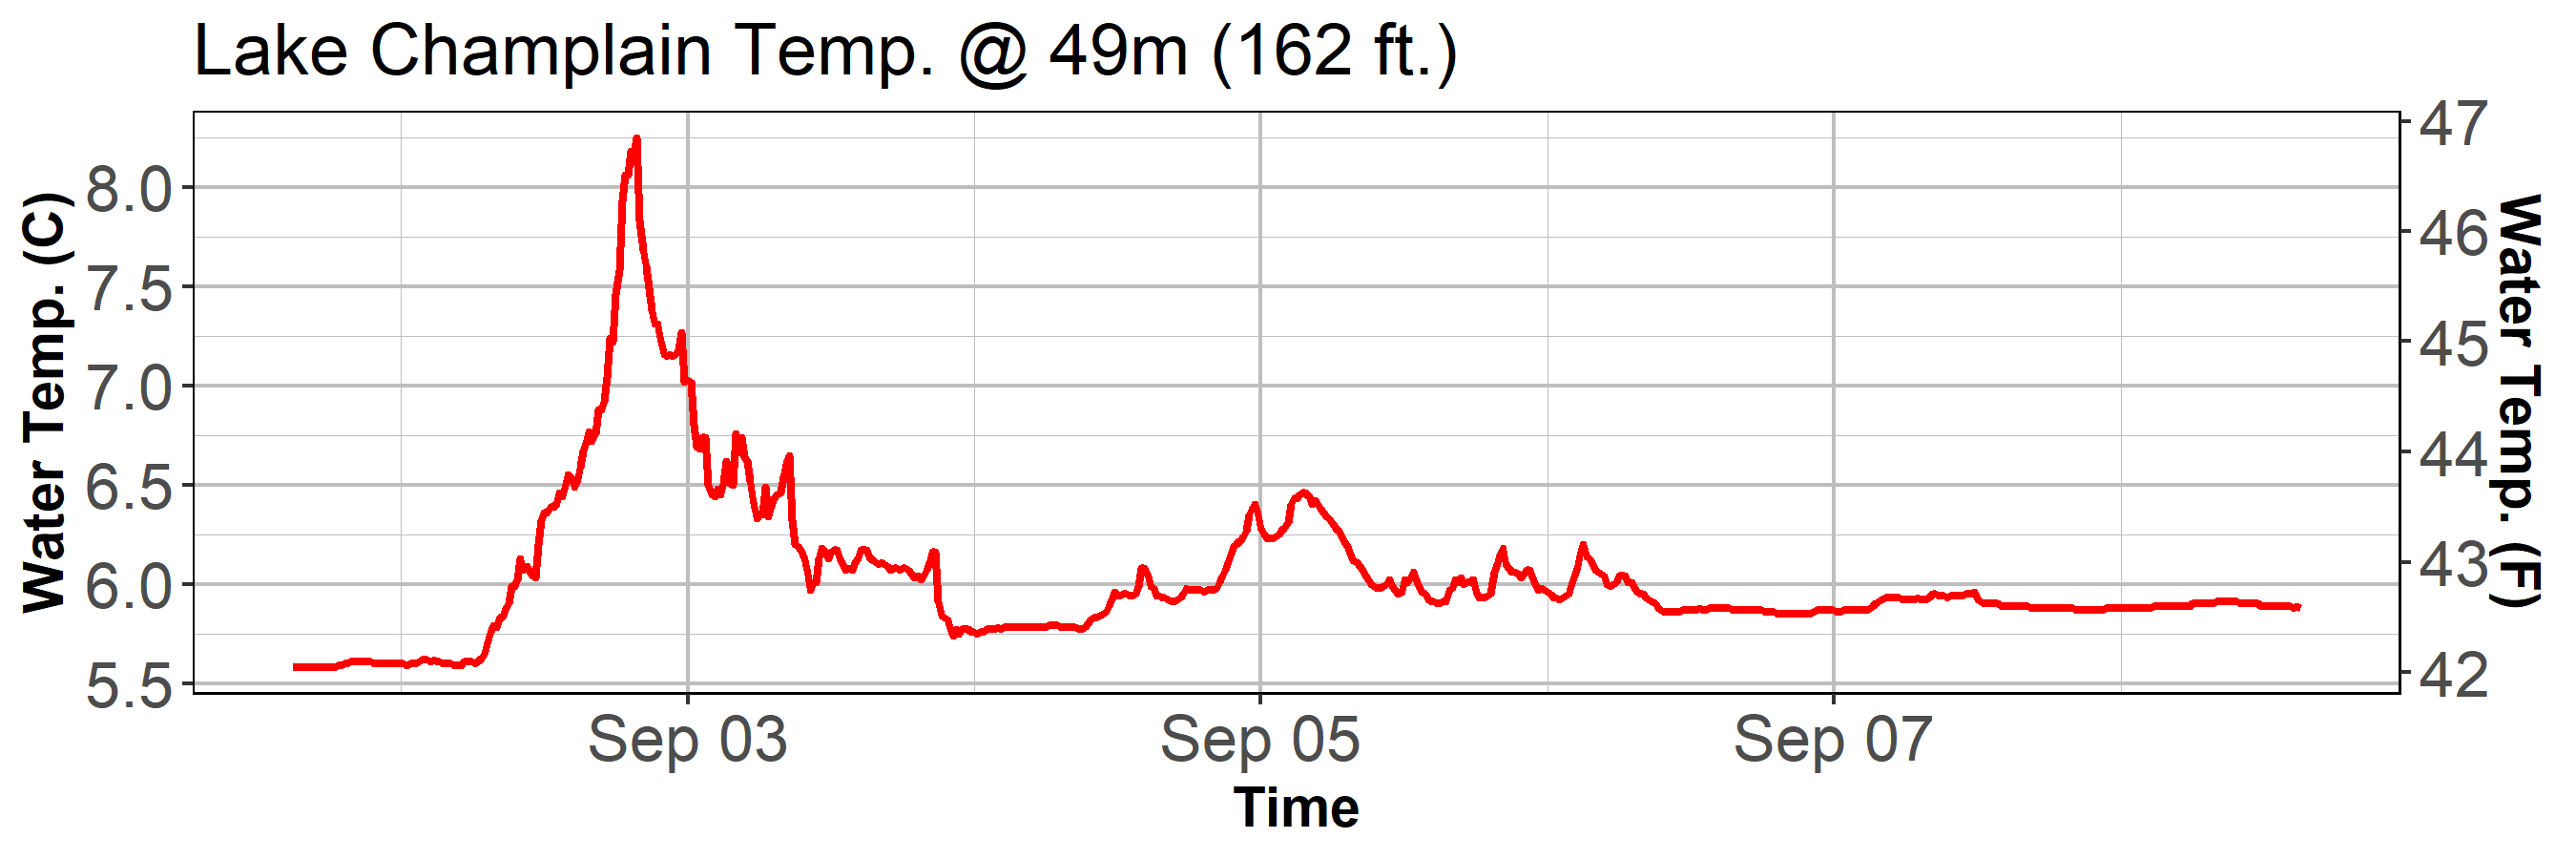 Lake Champlain Temp. @ 49m (162 ft.)
Water Temp. (C)
8.0
7.5
7.0
6.5
6.0
5.5
47
46
45
44
43
42
Water Temp. (F)
Sep 03
Sep 05
Sep 07
Time